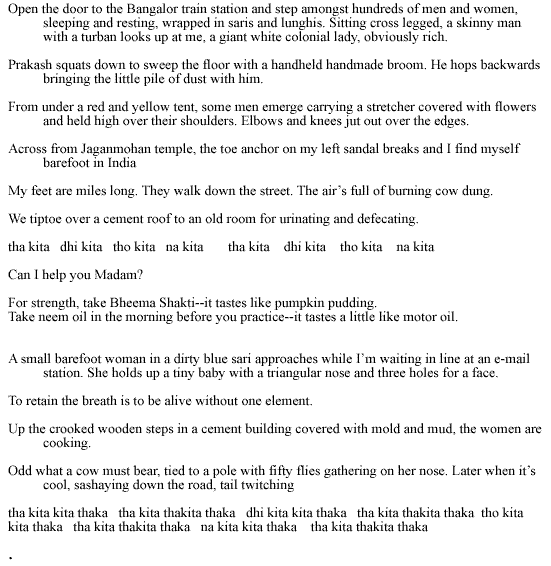 Open the door to the Bangalor train station and step amongst hundreds of men and women,
sleeping and resting, wrapped in saris and lunghis. Sitting cross legged, a skinny man
with a turban looks up at me, a giant white colonial lady, obviously rich.
Prakash squats down to sweep the floor with a handheld handmade broom. He hops backwards
bringing the little pile of dust with him.
From under a red and yellow tent, some men emerge carrying a stretcher covered with flowers
and held high over their shoulders. Elbows and knees jut out over the edges.
Across from Jaganmohan temple, the toe anchor on my left sandal breaks and I find myself
barefoot in India
My feet are miles long. They walk down the street. The air's full of burning cow dung.
We tiptoe over a cement roof to an old room for urinating and defecating.
tha kita dhi kita tho kita na kita tha kita dhi kita tho kita na kita
Can I help you Madam?
For strength, take Bheema Shakti--it tastes like pumpkin pudding.
Take neem oil in the morning before you practice--it tastes a little like motor oil.
A small barefoot woman in a dirty blue sari approaches while I'm waiting in line at an e-mail
station. She holds up a tiny baby with a triangular nose and three holes for a face.
To retain the breath is to be alive without one element.
Up the crooked wooden steps in a cement building covered with mold and mud, the women are
cooking.
Odd what a cow must bear, tied to a pole with fifty flies gathering on her nose. Later when it's
cool, sashaying down the road, tail twitching
tha kita kita thaka tha kita thakita thaka dhi kita kita thaka tha kita thakita thaka tho kita
kita thaka tha kita thakita thaka na kita kita thaka tha kita thakita thaka
.